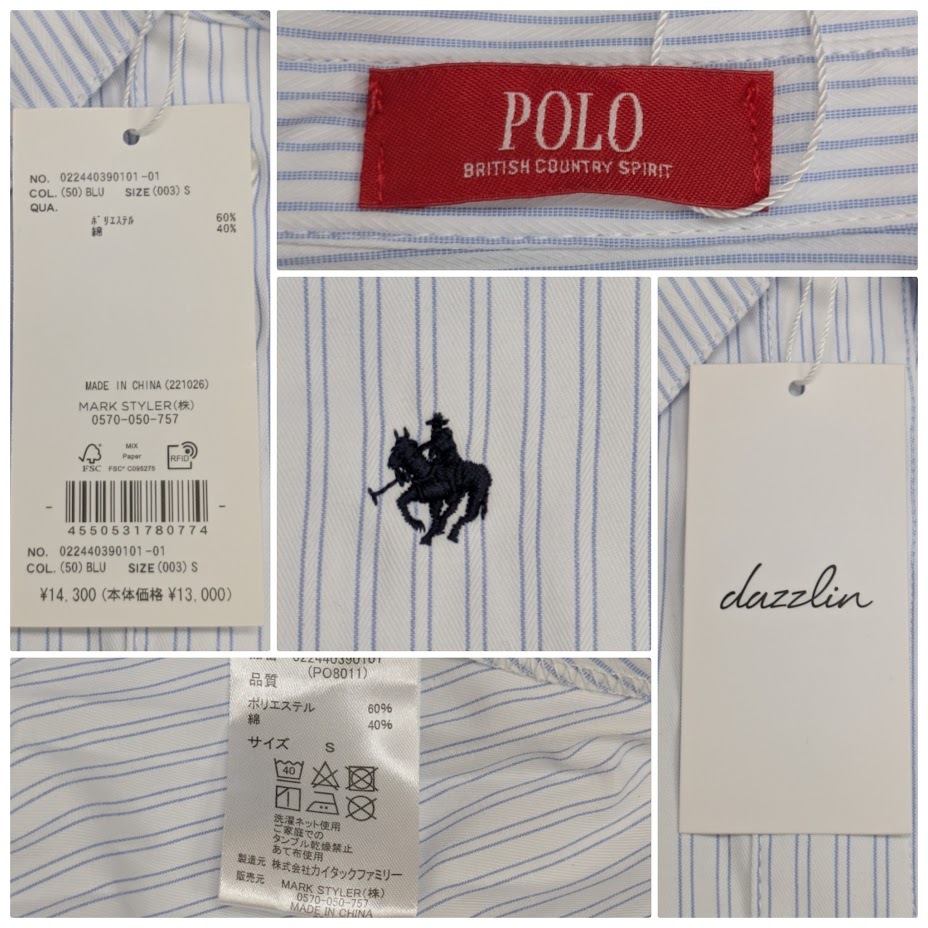 NO. 022440390101-01
COL. (50) BLU SIZE (003) S
QUA.
ポリエステル 60%
綿 40%
MADE IN CHINA (221026)
MARK STYLER(株)
0570-050-757
FSC
MIX
Paper
FSC® C095275
RFID
4550531780774
NO. 022440390101-01
COL. (50) BLU SIZE (003) S
¥14,300 (本体価格 ¥13,000)
POLO
BRITISH COUNTRY SPIRIT
dazzlin
022440390101
(PO8011)
品質
ポリエステル 60%
綿 40%
サイズ S
40
洗濯ネット使用
ご家庭での
タンブル乾燥禁止
あて布使用
製造元 株式会社カイタックファミリー
販売元 MARK STYLER(株)
0570-050-757
MADE IN CHINA